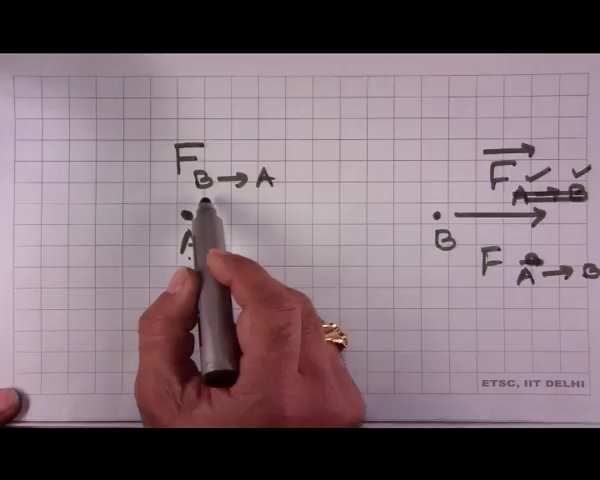 F B → A
A
F A → B
B
F A → B
ETSC, IIT DELHI